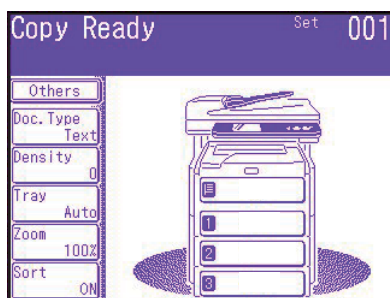 Copy Ready
Set 001
Others
Doc.Type
Text
Density
0
Tray
Auto
Zoom
100%
Sort
ON
1
2
3